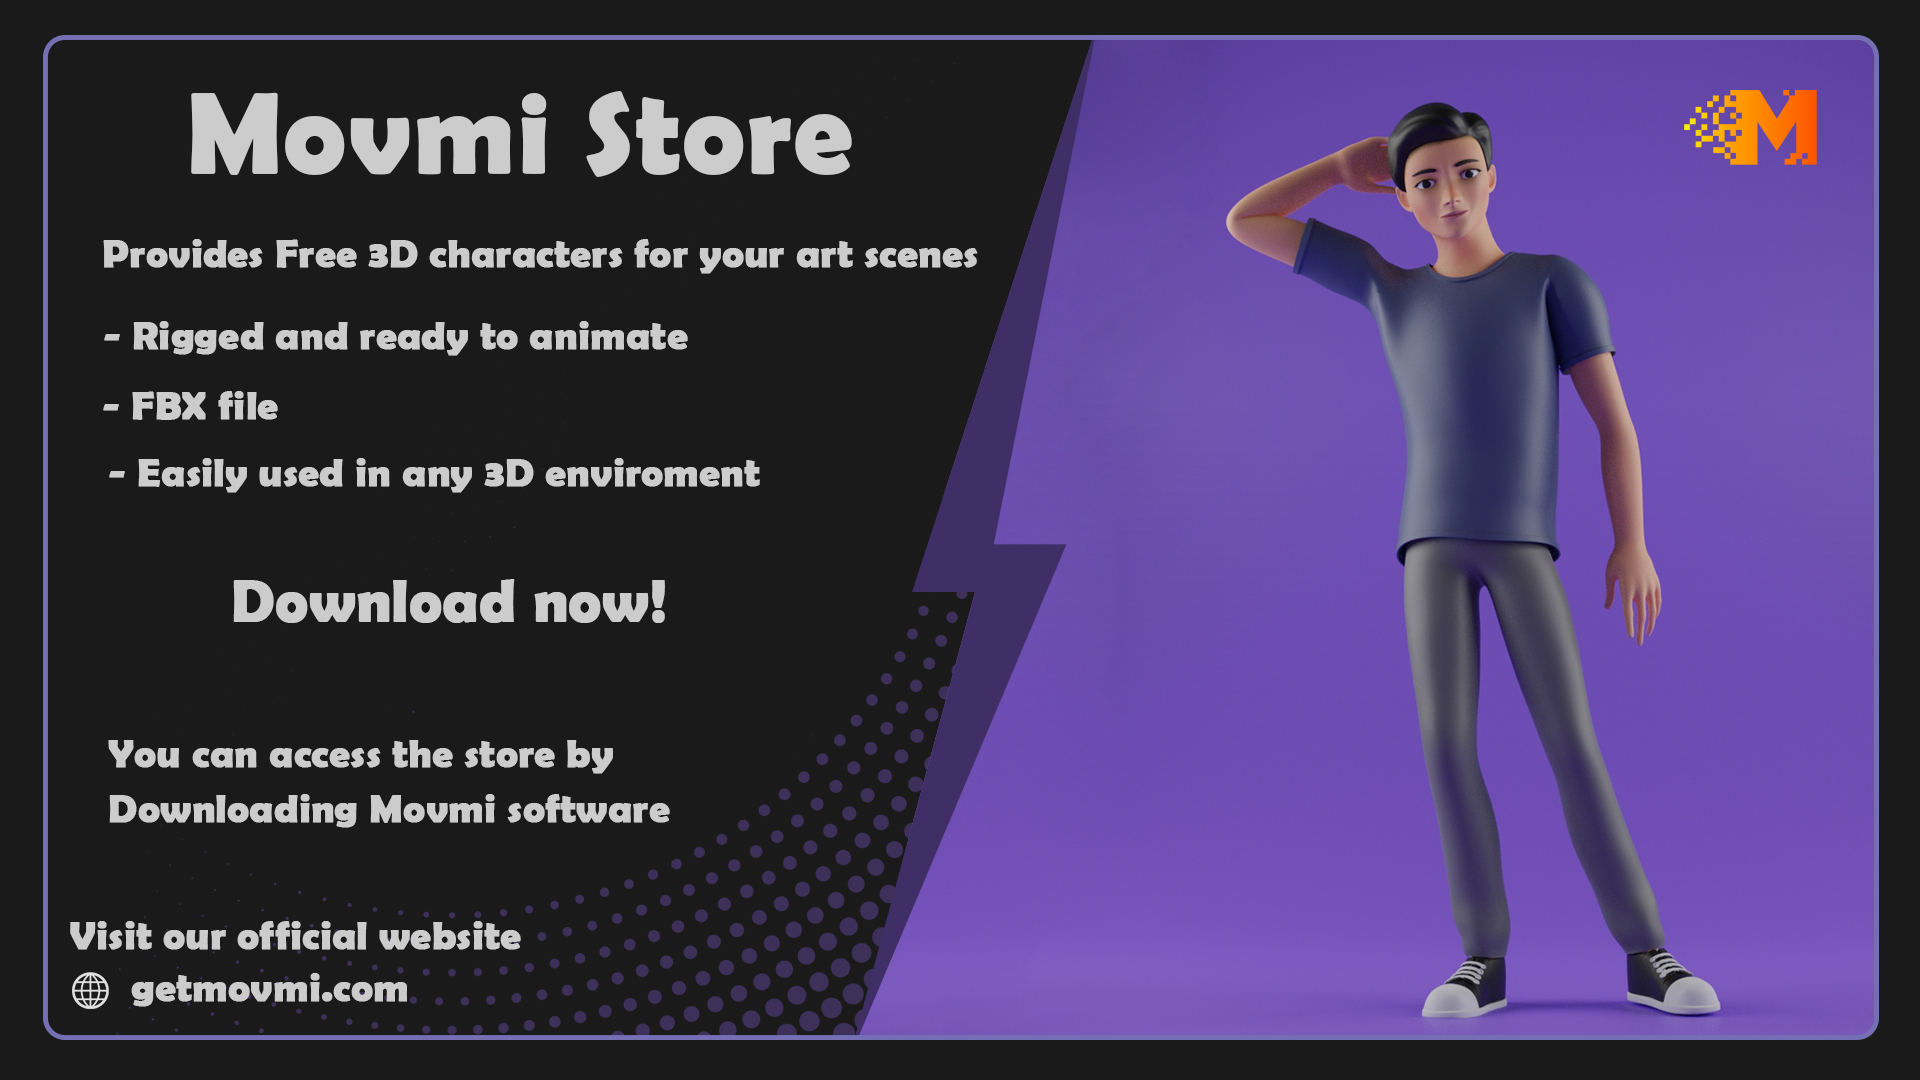 Movmi Store
Provides Free 3D characters for your art scenes
- Rigged and ready to animate
- FBX file
- Easily used in any 3D enviroment
Download now!
You can access the store by
Downloading Movmi software
Visit our official website
getmovmi.com
M